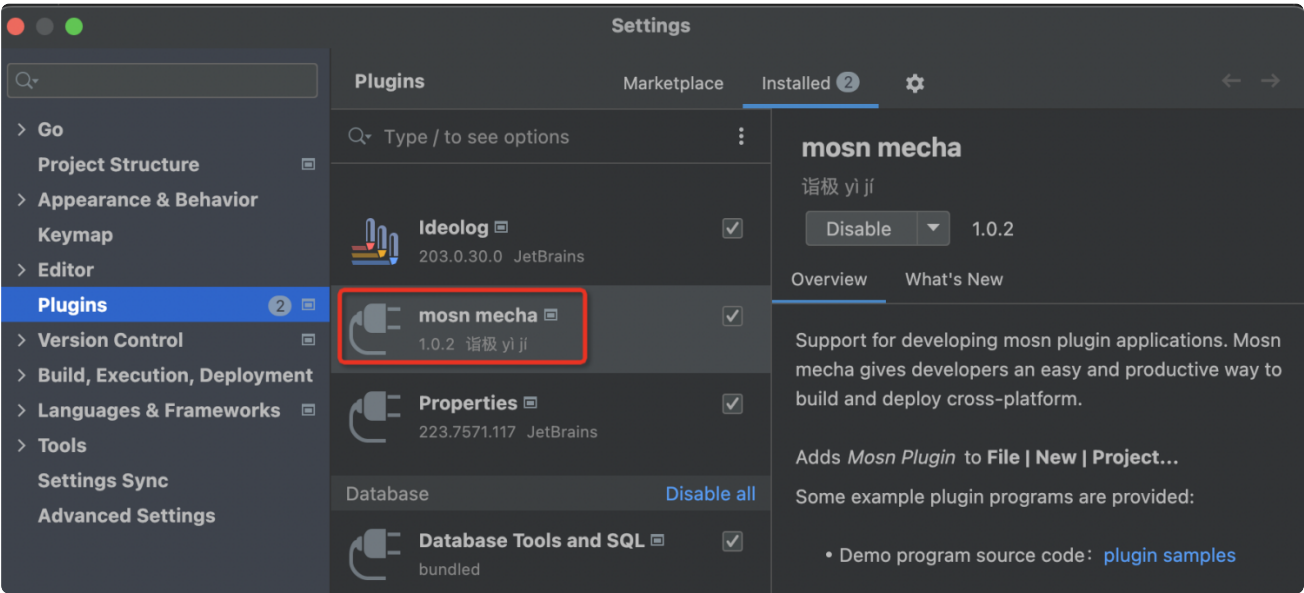 Settings
Go
Project Structure
Appearance & Behavior
Keymap
Editor
Plugins 2
Version Control
Build, Execution, Deployment
Languages & Frameworks
Tools
Settings Sync
Advanced Settings
Plugins Marketplace Installed 2
Type / to see options
Ideolog
203.0.30.0 JetBrains
mosn mecha
1.0.2 诣极 yì jí
Properties
223.7571.117 JetBrains
Database Disable all
Database Tools and SQL
bundled
mosn mecha
诣极 yì jí
Disable 1.0.2
Overview What's New
Support for developing mosn plugin applications. Mosn
mecha gives developers an easy and productive way to
build and deploy cross-platform.
Adds Mosn Plugin to File | New | Project...
Some example plugin programs are provided:
• Demo program source code： plugin samples